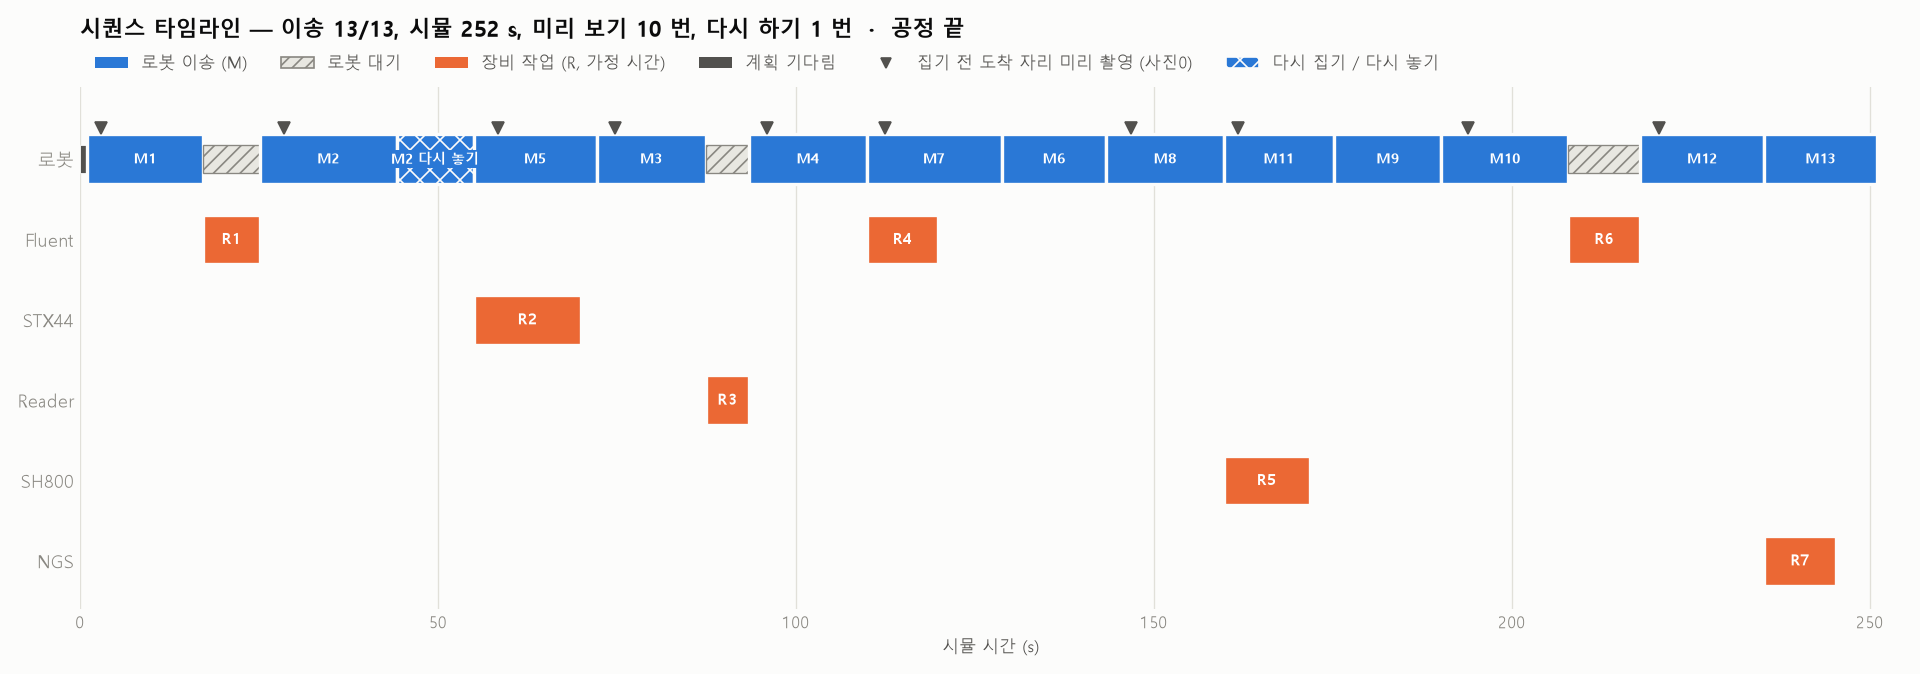 시퀀스 타임라인 — 이송 13/13, 시뮬 252 s, 미리 보기 10 번, 다시 하기 1 번 · 공정 끝
로봇 이송 (M) 로봇 대기 장비 작업 (R, 가정 시간) 계획 기다림 집기 전 도착 자리 미리 촬영 (사진0) 다시 집기 / 다시 놓기
로봇 M1 M2 M2 다시 놓기 M5 M3 M4 M7 M6 M8 M11 M9 M10 M12 M13
Fluent R1 R4 R6
STX44 R2
Reader R3
SH800 R5
NGS R7
0 50 100 150 200 250
시뮬 시간 (s)